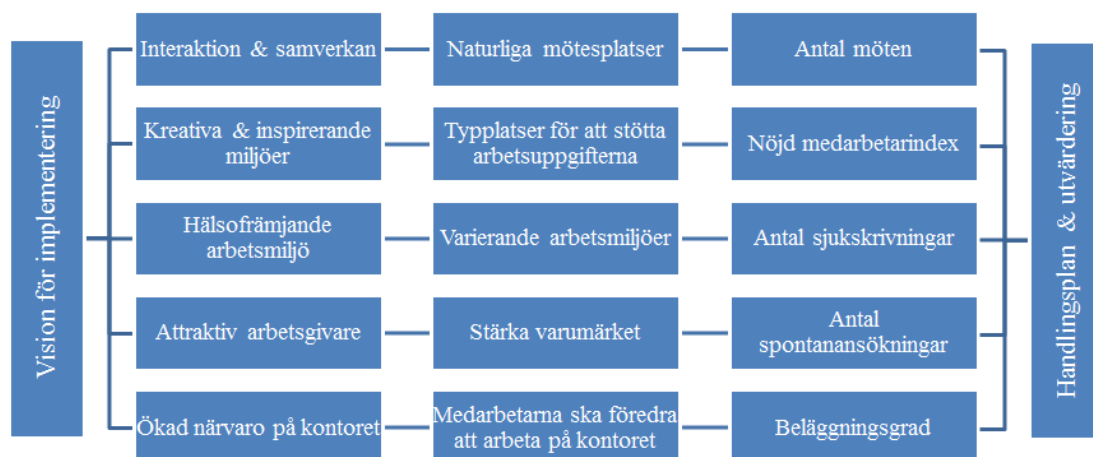 Vision för implementering
Interaktion & samverkan
Naturliga mötesplatser
Antal möten
Kreativa & inspirerande
miljöer
Typplatser för att stötta
arbetsuppgifterna
Nöjd medarbetarindex
Hälsofrämjande
arbetsmiljö
Varierande arbetsmiljöer
Antal sjukskrivningar
Attraktiv arbetsgivare
Stärka varumärket
Antal
spontanansökningar
Ökad närvaro på kontoret
Medarbetarna ska föredra
att arbeta på kontoret
Beläggningsgrad
Handlingsplan & utvärdering